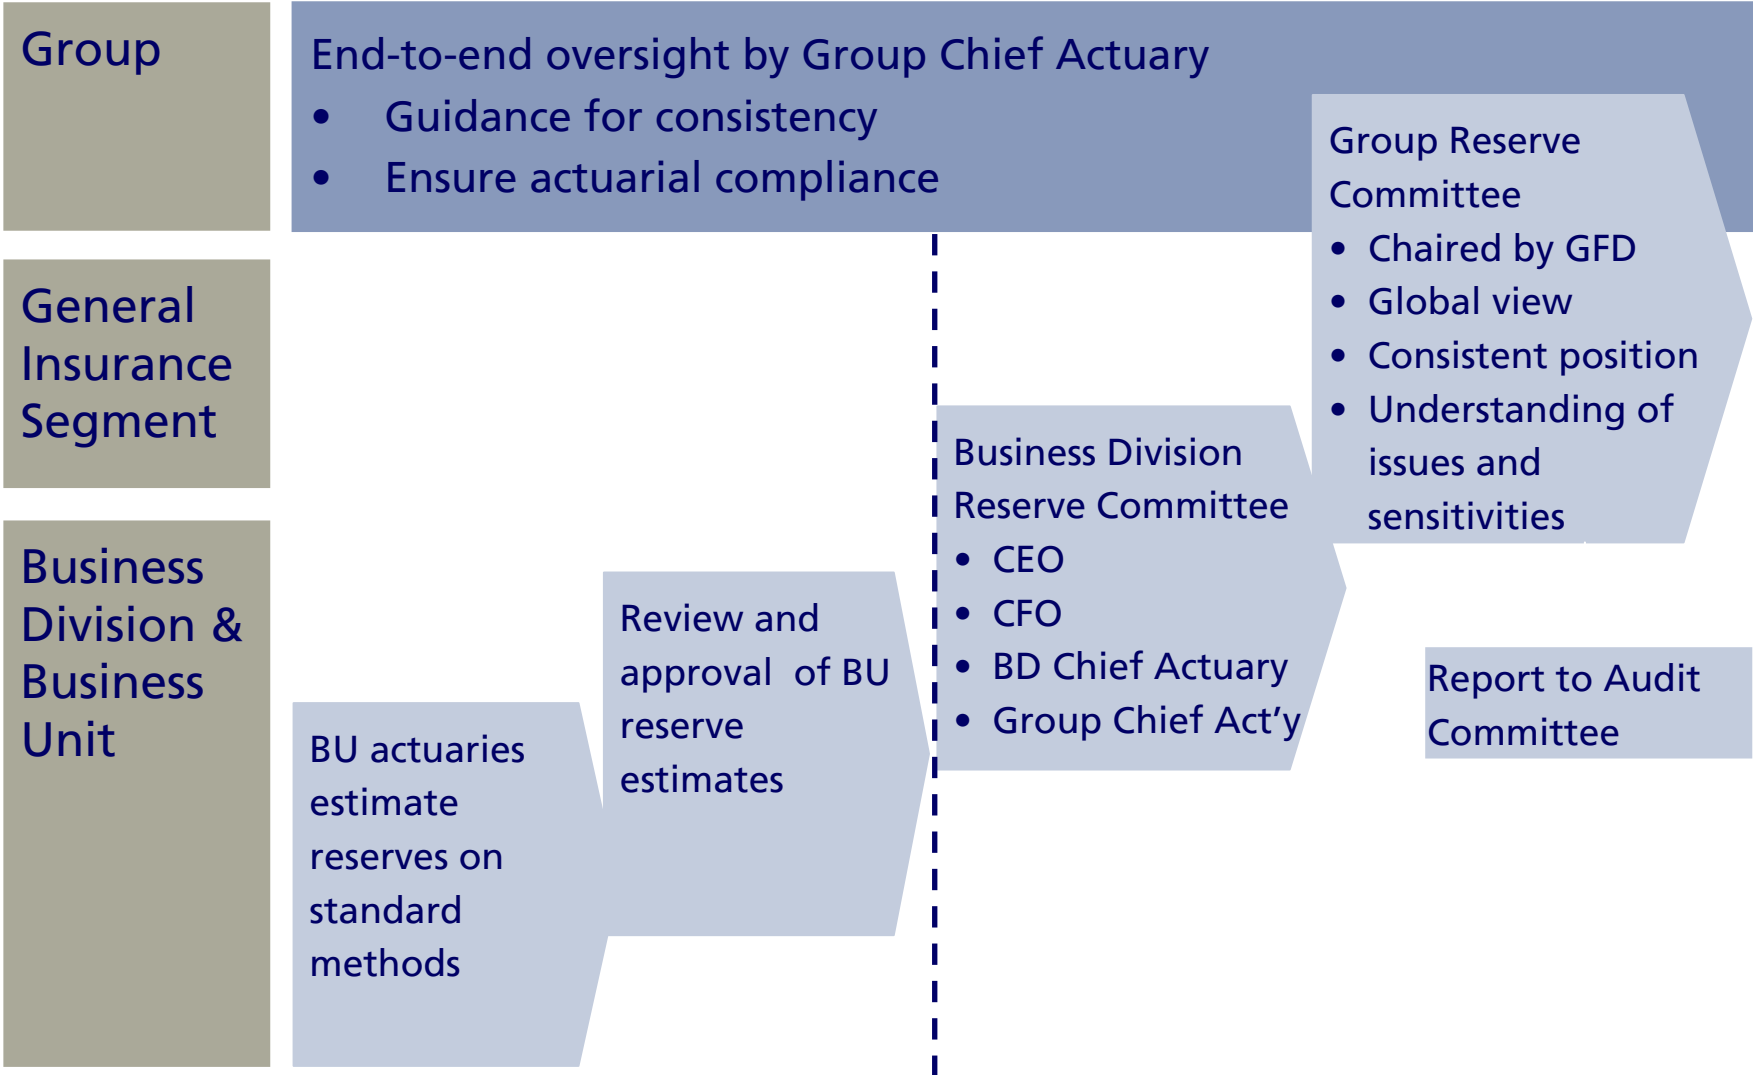 Group
End-to-end oversight by Group Chief Actuary
• Guidance for consistency
• Ensure actuarial compliance
General
Insurance
Segment
Business
Division &
Business
Unit
BU actuaries
estimate
reserves on
standard
methods
Review and
approval of BU
reserve
estimates
Business Division
Reserve Committee
• CEO
• CFO
• BD Chief Actuary
• Group Chief Act’y
Group Reserve
Committee
• Chaired by GFD
• Global view
• Consistent position
• Understanding of
issues and
sensitivities
Report to Audit
Committee